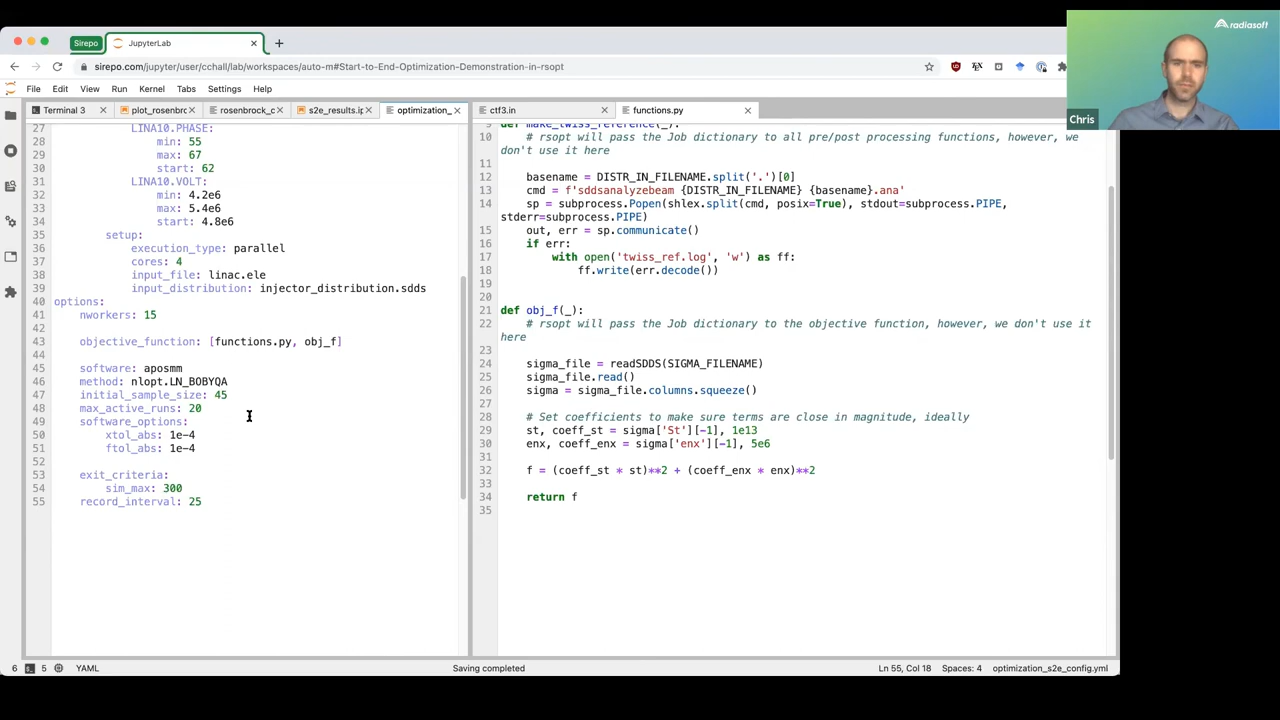 radiasoft
Chris
Sirepo
JupyterLab
sirepo.com/jupyter/user/cchall/lab/workspaces/auto-m#Start-to-End-Optimization-Demonstration-in-rsopt
File Edit View Run Kernel Tabs Settings Help
Terminal 3
plot_rosenbro
rosenbrock_c
s2e_results.ip
optimization_
ctf3.in
functions.py
27 LINA10.PHASE:
28 min: 55
29 max: 67
30 start: 62
31 LINA10.VOLT:
32 min: 4.2e6
33 max: 5.4e6
34 start: 4.8e6
35 setup:
36 execution_type: parallel
37 cores: 4
38 input_file: linac.ele
39 input_distribution: injector_distribution.sdds
40 options:
41 nworkers: 15
42
43 objective_function: [functions.py, obj_f]
44
45 software: aposmm
46 method: nlopt.LN_BOBYQA
47 initial_sample_size: 45
48 max_active_runs: 20
49 software_options:
50 xtol_abs: 1e-4
51 ftol_abs: 1e-4
52
53 exit_criteria:
54 sim_max: 300
55 record_interval: 25
9 def make_twiss_reference(_):
10 # rsopt will pass the Job dictionary to all pre/post processing functions, however, we
don't use it here
11
12 basename = DISTR_IN_FILENAME.split('.')[0]
13 cmd = f'sddsanalyzebeam {DISTR_IN_FILENAME} {basename}.ana'
14 sp = subprocess.Popen(shlex.split(cmd, posix=True), stdout=subprocess.PIPE,
stderr=subprocess.PIPE)
15 out, err = sp.communicate()
16 if err:
17 with open('twiss_ref.log', 'w') as ff:
18 ff.write(err.decode())
19
20
21 def obj_f(_):
22 # rsopt will pass the Job dictionary to the objective function, however, we don't use it
here
23
24 sigma_file = readSDDS(SIGMA_FILENAME)
25 sigma_file.read()
26 sigma = sigma_file.columns.squeeze()
27
28 # Set coefficients to make sure terms are close in magnitude, ideally
29 st, coeff_st = sigma['St'][-1], 1e13
30 enx, coeff_enx = sigma['enx'][-1], 5e6
31
32 f = (coeff_st * st)**2 + (coeff_enx * enx)**2
33
34 return f
35
6 5 YAML
Saving completed
Ln 55, Col 18 Spaces: 4 optimization_s2e_config.yml